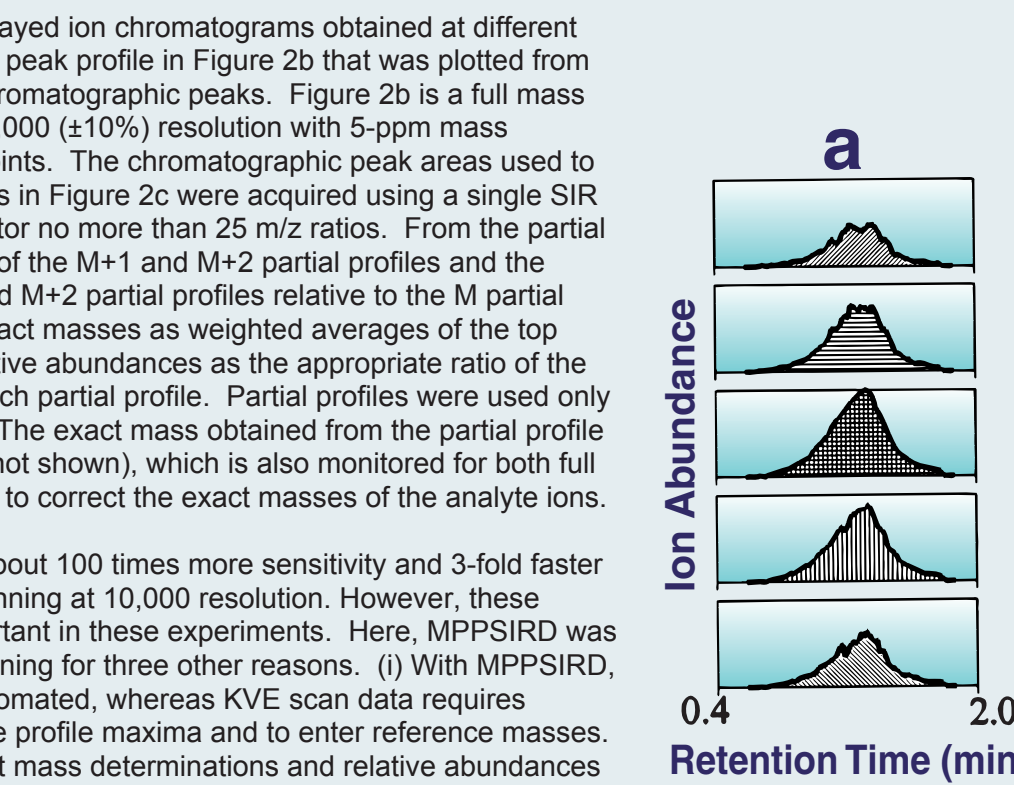 ayed ion chromatograms obtained at different
peak profile in Figure 2b that was plotted from
romatographic peaks. Figure 2b is a full mass
000 (±10%) resolution with 5-ppm mass
oints. The chromatographic peak areas used to
s in Figure 2c were acquired using a single SIR
tor no more than 25 m/z ratios. From the partial
of the M+1 and M+2 partial profiles and the
d M+2 partial profiles relative to the M partial
act masses as weighted averages of the top
tive abundances as the appropriate ratio of the
ch partial profile. Partial profiles were used only
The exact mass obtained from the partial profile
not shown), which is also monitored for both full
to correct the exact masses of the analyte ions.
bout 100 times more sensitivity and 3-fold faster
nning at 10,000 resolution. However, these
rtant in these experiments. Here, MPPSIRD was
ning for three other reasons. (i) With MPPSIRD,
omated, whereas KVE scan data requires
e profile maxima and to enter reference masses.
t mass determinations and relative abundances
a
Ion Abundance
0.4
2.0
Retention Time (min